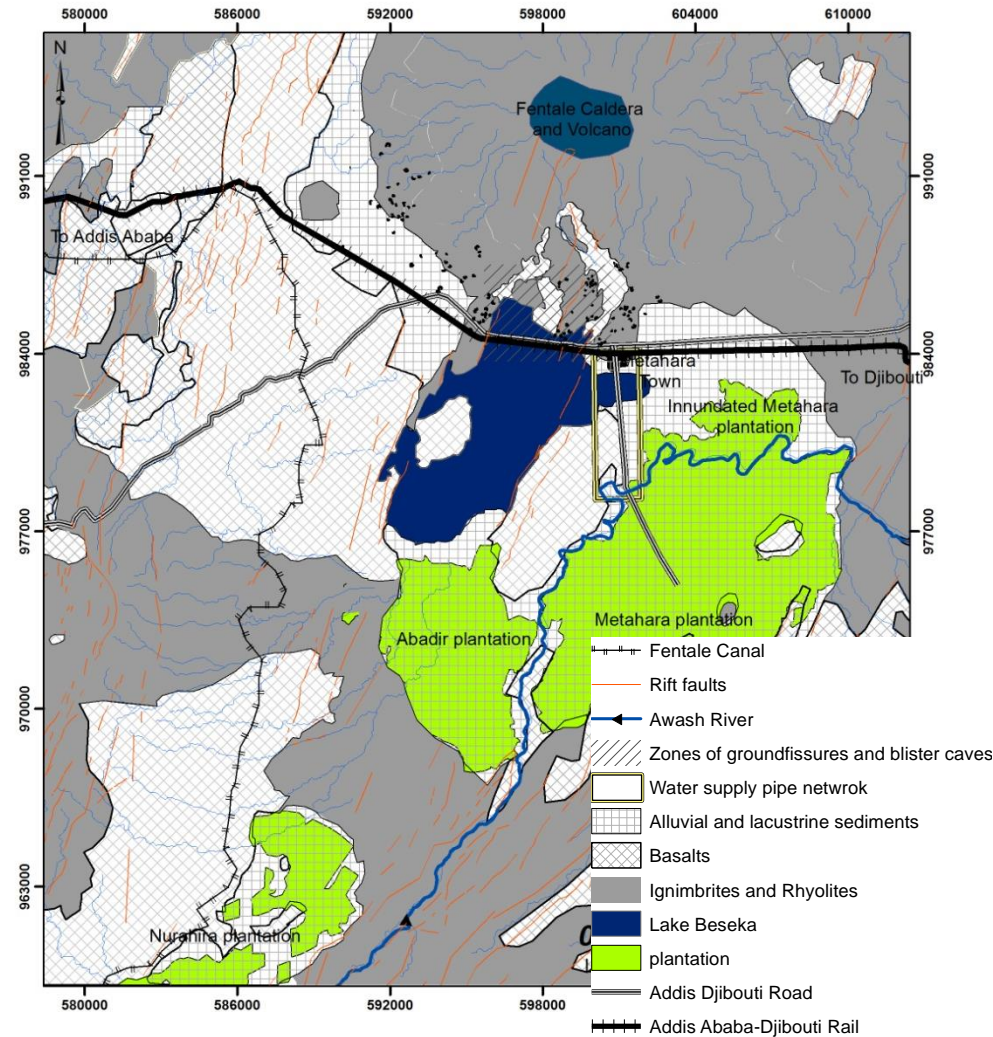 580000 586000 592000 598000 604000 610000
N
Fentale Caldera
and Volcano
991000
991000
To Addis Ababa
984000
984000
Metahara
Town
To Djibouti
Innundated Metahara
plantation
977000
977000
Abadir plantation
Metahara plantation
970000
963000
Nurahira plantation
Fentale Canal
Rift faults
Awash River
Zones of groundfissures and blister caves
Water supply pipe netwrok
Alluvial and lacustrine sediments
Basalts
Ignimbrites and Rhyolites
Lake Beseka
plantation
Addis Djibouti Road
Addis Ababa-Djibouti Rail
580000 586000 592000 598000